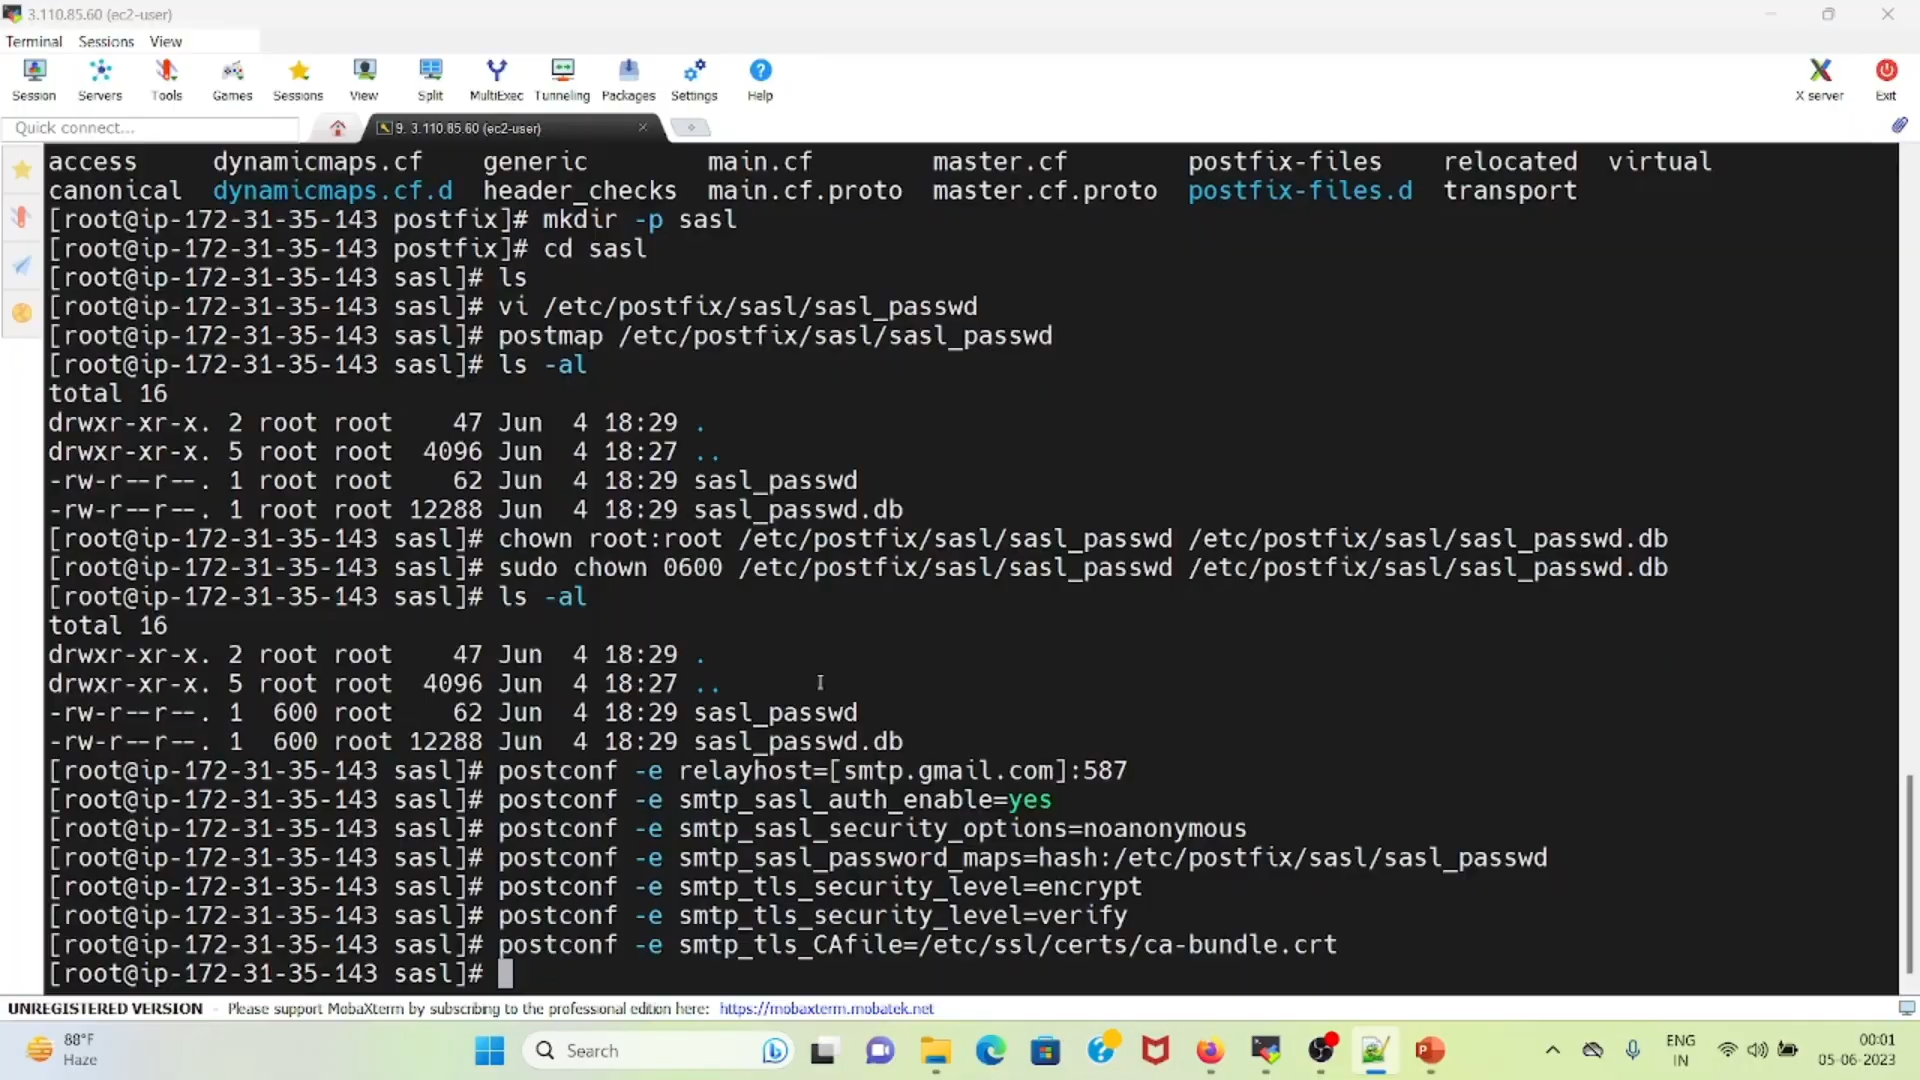 3.110.85.60 (ec2-user)
Terminal Sessions View
Session Servers Tools Games Sessions View Split MultiExec Tunneling Packages Settings Help X server Exit
Quick connect... 9. 3.110.85.60 (ec2-user)
access dynamicmaps.cf generic main.cf master.cf postfix-files relocated virtual
canonical dynamicmaps.cf.d header_checks main.cf.proto master.cf.proto postfix-files.d transport
[root@ip-172-31-35-143 postfix]# mkdir -p sasl
[root@ip-172-31-35-143 postfix]# cd sasl
[root@ip-172-31-35-143 sasl]# ls
[root@ip-172-31-35-143 sasl]# vi /etc/postfix/sasl/sasl_passwd
[root@ip-172-31-35-143 sasl]# postmap /etc/postfix/sasl/sasl_passwd
[root@ip-172-31-35-143 sasl]# ls -al
total 16
drwxr-xr-x. 2 root root 47 Jun 4 18:29 .
drwxr-xr-x. 5 root root 4096 Jun 4 18:27 ..
-rw-r--r--. 1 root root 62 Jun 4 18:29 sasl_passwd
-rw-r--r--. 1 root root 12288 Jun 4 18:29 sasl_passwd.db
[root@ip-172-31-35-143 sasl]# chown root:root /etc/postfix/sasl/sasl_passwd /etc/postfix/sasl/sasl_passwd.db
[root@ip-172-31-35-143 sasl]# sudo chown 0600 /etc/postfix/sasl/sasl_passwd /etc/postfix/sasl/sasl_passwd.db
[root@ip-172-31-35-143 sasl]# ls -al
total 16
drwxr-xr-x. 2 root root 47 Jun 4 18:29 .
drwxr-xr-x. 5 root root 4096 Jun 4 18:27 ..
-rw-r--r--. 1 600 root 62 Jun 4 18:29 sasl_passwd
-rw-r--r--. 1 600 root 12288 Jun 4 18:29 sasl_passwd.db
[root@ip-172-31-35-143 sasl]# postconf -e relayhost=[smtp.gmail.com]:587
[root@ip-172-31-35-143 sasl]# postconf -e smtp_sasl_auth_enable=yes
[root@ip-172-31-35-143 sasl]# postconf -e smtp_sasl_security_options=noanonymous
[root@ip-172-31-35-143 sasl]# postconf -e smtp_sasl_password_maps=hash:/etc/postfix/sasl/sasl_passwd
[root@ip-172-31-35-143 sasl]# postconf -e smtp_tls_security_level=encrypt
[root@ip-172-31-35-143 sasl]# postconf -e smtp_tls_security_level=verify
[root@ip-172-31-35-143 sasl]# postconf -e smtp_tls_CAfile=/etc/ssl/certs/ca-bundle.crt
[root@ip-172-31-35-143 sasl]#
UNREGISTERED VERSION - Please support MobaXterm by subscribing to the professional edition here: https://mobaxterm.mobatek.net
88°F
Haze
Search
ENG
IN
00:01
05-06-2023